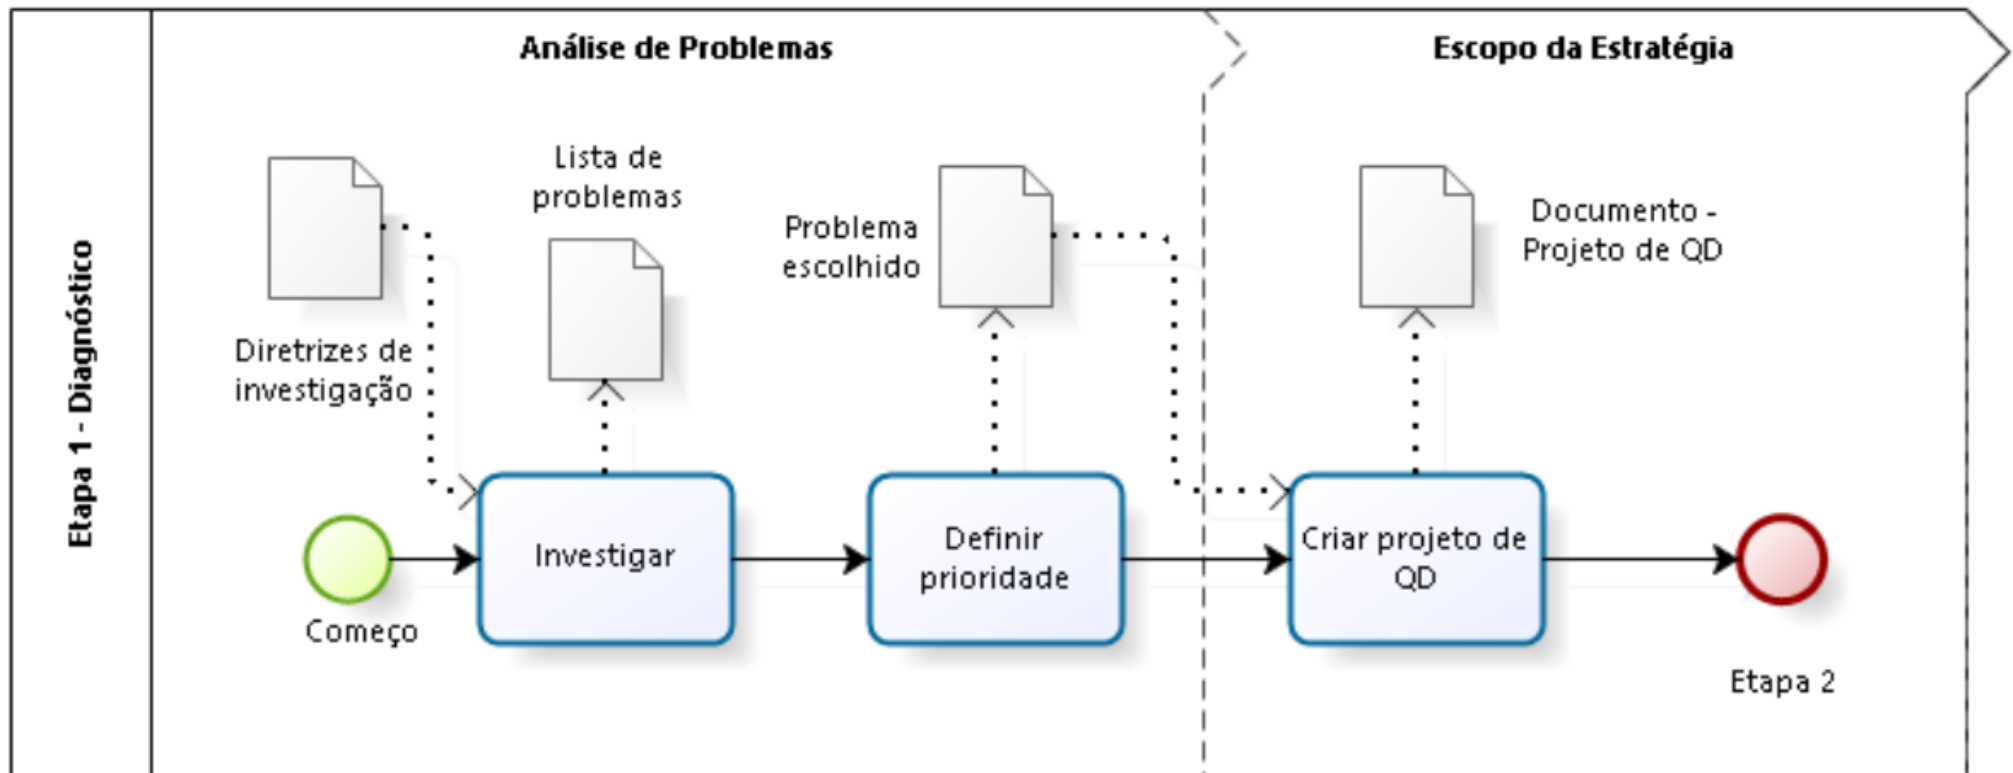 Etapa 1 - Diagnóstico
Análise de Problemas
Escopo da Estratégia
Diretrizes de
investigação
Lista de
problemas
Problema
escolhido
Documento -
Projeto de QD
Começo
Investigar
Definir
prioridade
Criar projeto de
QD
Etapa 2